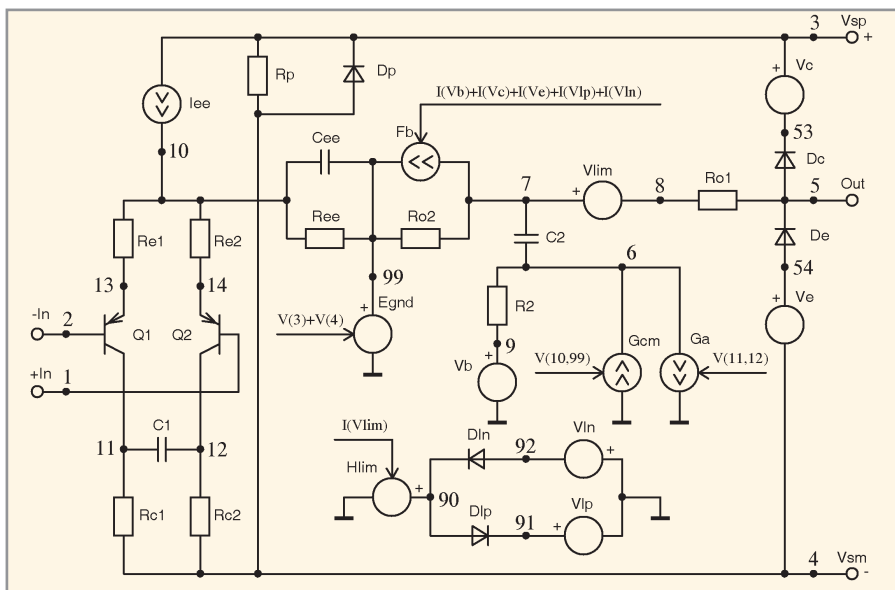 3 Vsp +
Rp Dp Vc +
Iee I(Vb)+I(Vc)+I(Ve)+I(Vlp)+I(Vln)
Cee Fb 53
10 Dc
Vlim
7 + 8 Ro1 5 Out
Re1 Re2 Ree Ro2 C2 De
13 14 99 6 54
Egnd + R2 Ve +
-In 2 Q1 Q2 V(3)+V(4) 9 Gcm Ga
+In 1 Vb + V(10,99) V(11,12)
C1
11 12 I(Vlim) Dln 92 Vln +
Hlim + 90
Rc1 Rc2 Dlp 91 + Vlp
4 Vsm -